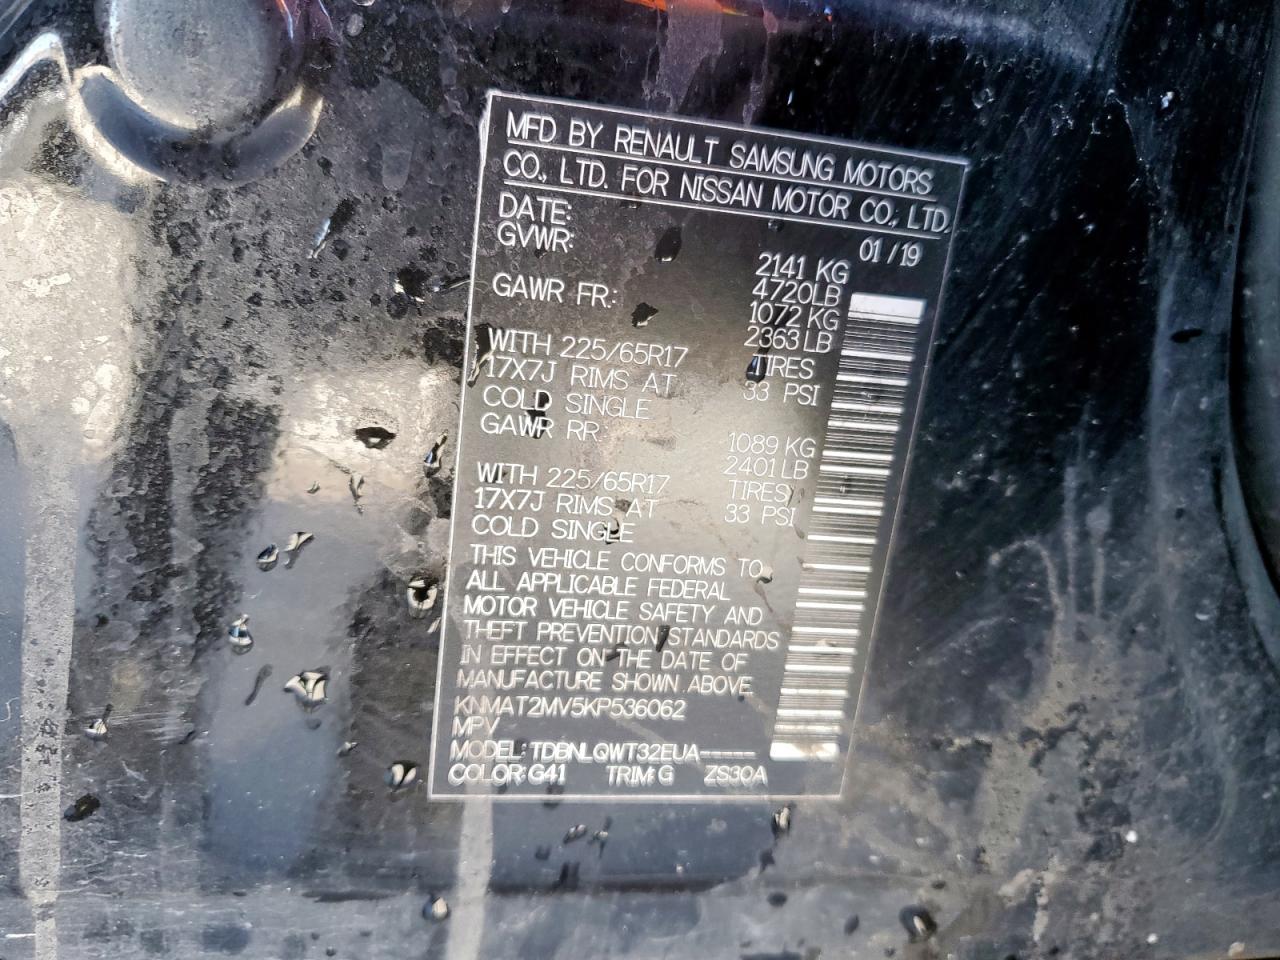 MFD BY RENAULT SAMSUNG MOTORS
CO., LTD. FOR NISSAN MOTOR CO., LTD.
DATE: 01/19
GVWR: 2141 KG
4720LB
GAWR FR: 1072 KG
2363LB
WITH 225/65R17 TIRES
17X7J RIMS AT 33 PSI
COLD SINGLE
GAWR RR: 1089 KG
2401LB
WITH 225/65R17 TIRES
17X7J RIMS AT 33 PSI
COLD SINGLE
THIS VEHICLE CONFORMS TO
ALL APPLICABLE FEDERAL
MOTOR VEHICLE SAFETY AND
THEFT PREVENTION STANDARDS
IN EFFECT ON THE DATE OF
MANUFACTURE SHOWN ABOVE
KNMAT2MV5KP536062
MPV
MODEL: TDBNLQWT32EUA-----
COLOR: G41 TRIM: G ZS30A